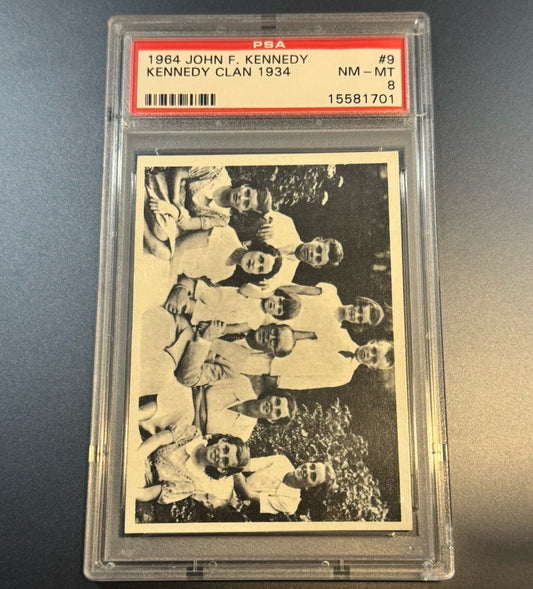 PSA
1964 JOHN F. KENNEDY #9
KENNEDY CLAN 1934 NM - MT
8
15581701